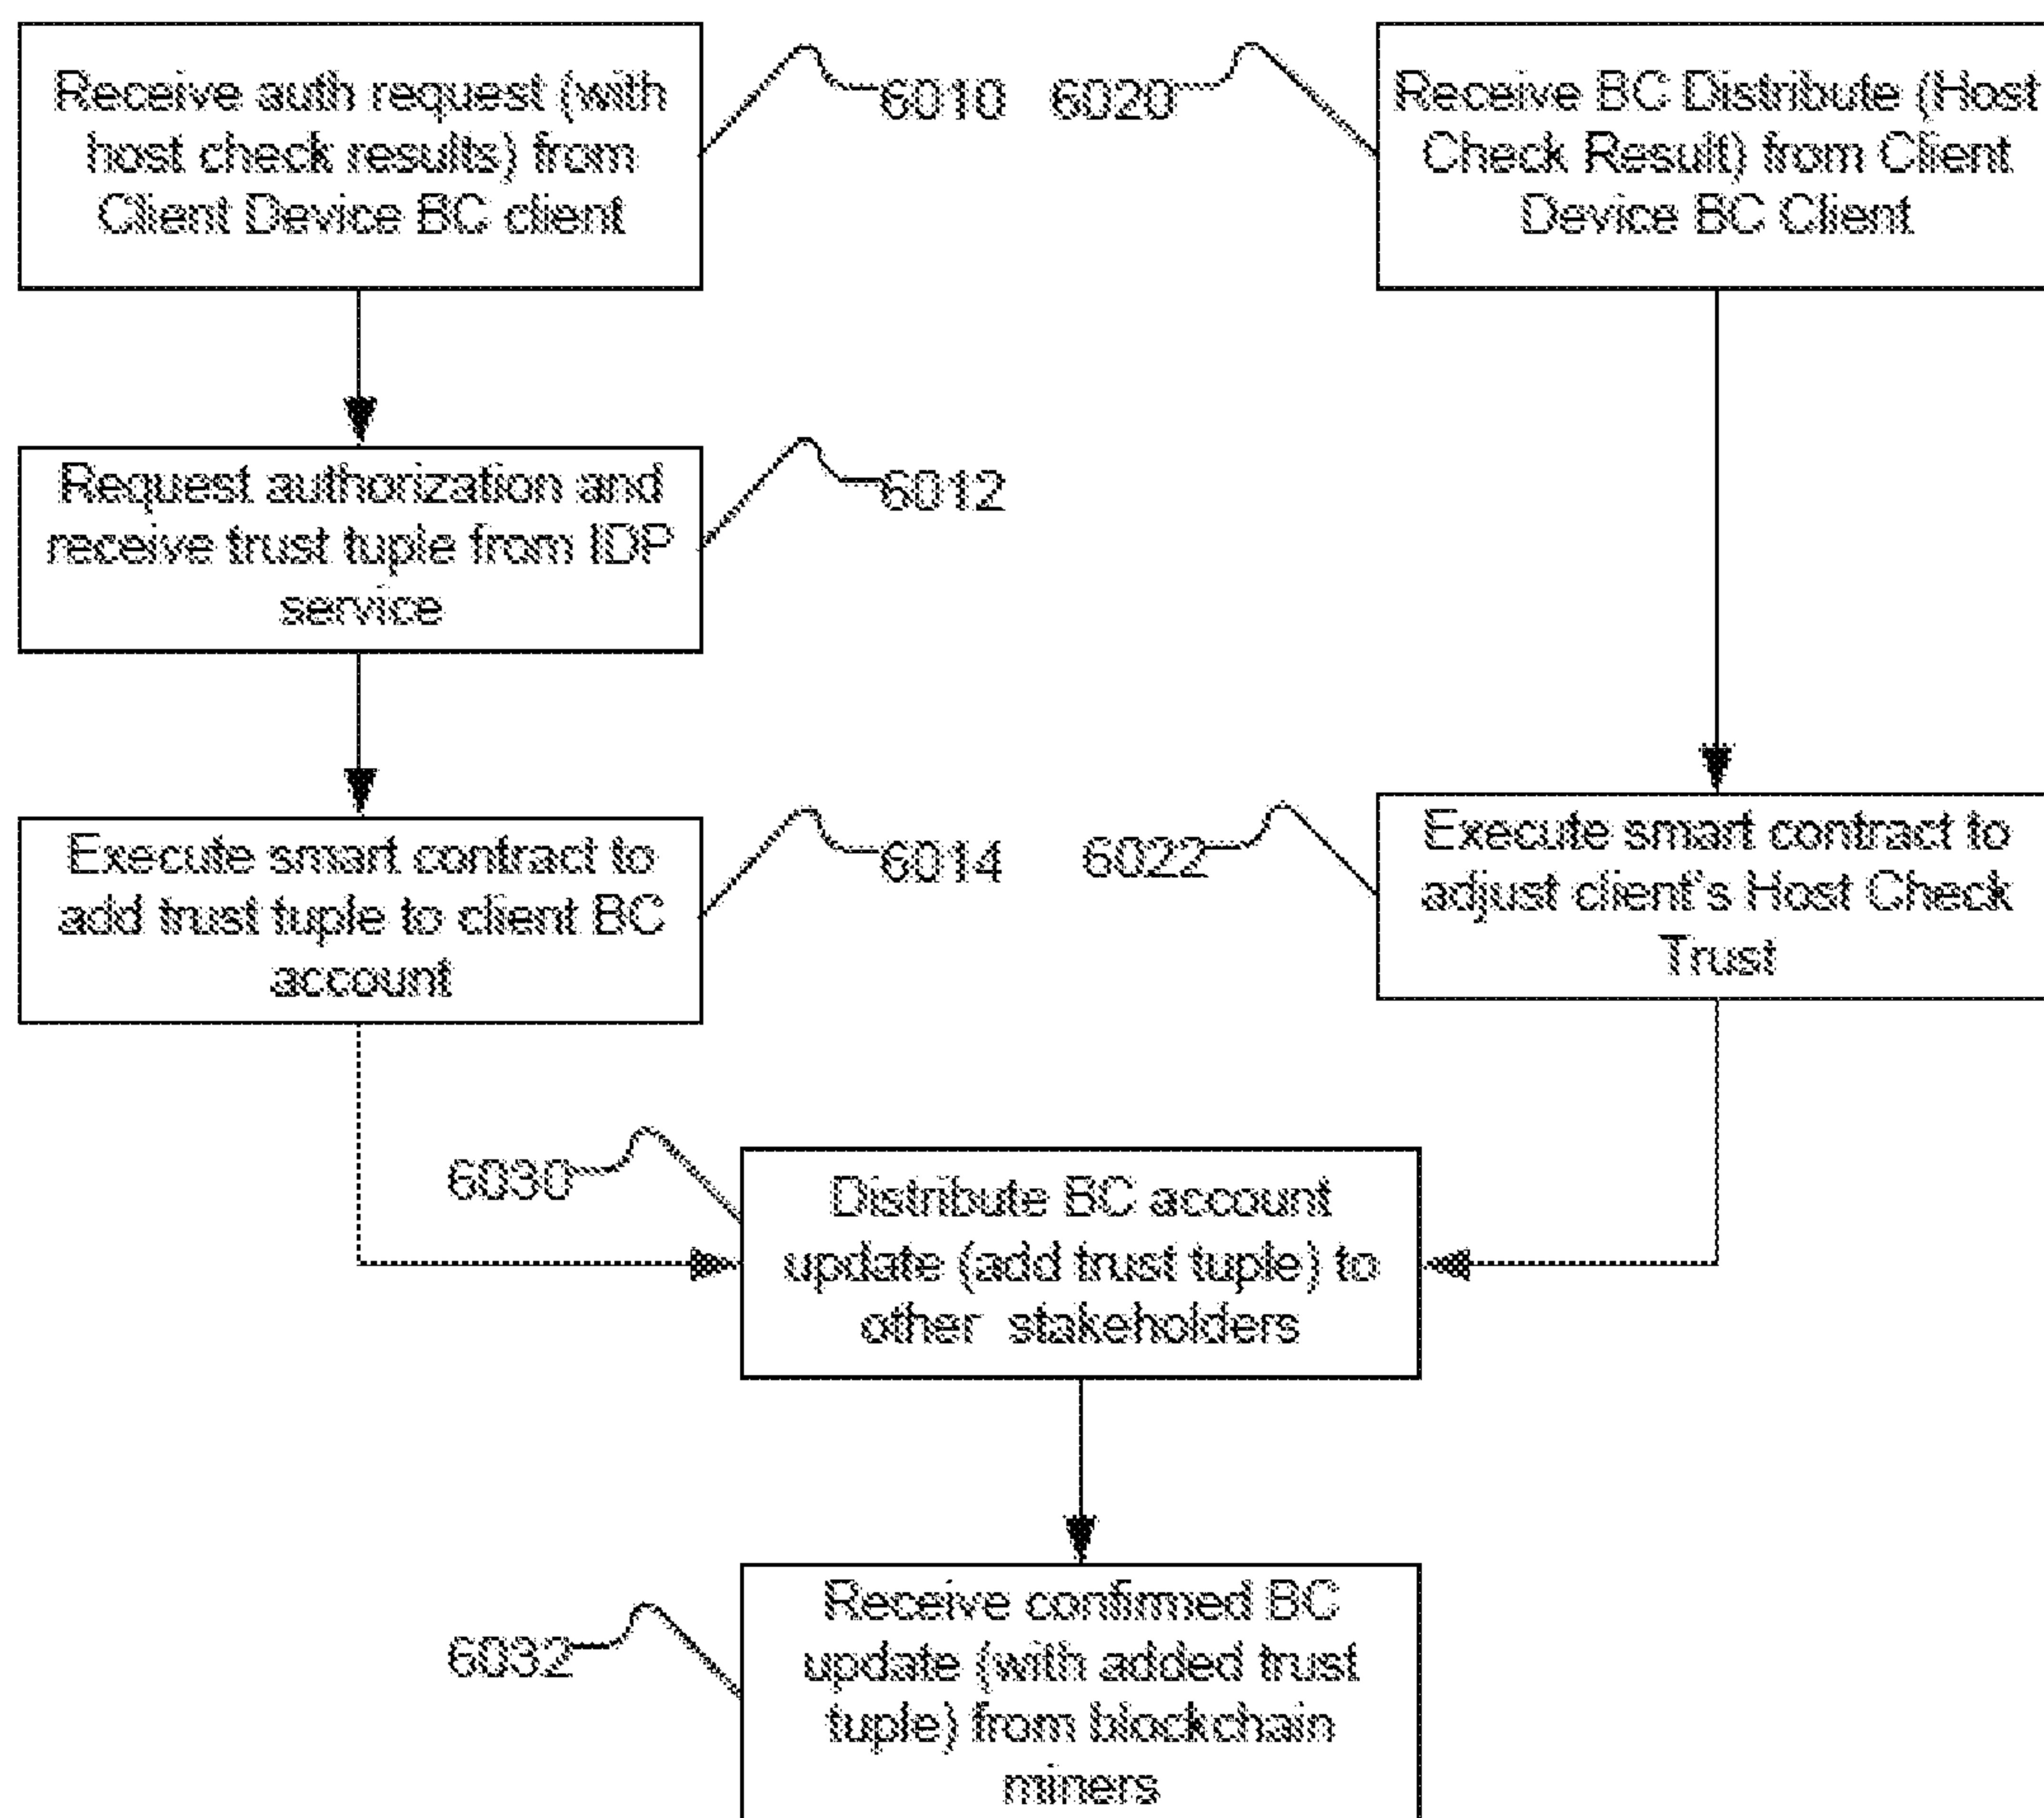 Receive auth request (with
host check results) from
Client Device BC client
6010
6020
Receive BC Distribute (Host
Check Result) from Client
Device BC Client
Request authorization and
receive trust tuple from IDP
service
6012
Execute smart contract to
add trust tuple to client BC
account
6014
6022
Execute smart contract to
adjust client's Host Check
Trust
6030
Distribute BC account
update (add trust tuple) to
other stakeholders
6032
Receive confirmed BC
update (with added trust
tuple) from blockchain
miners